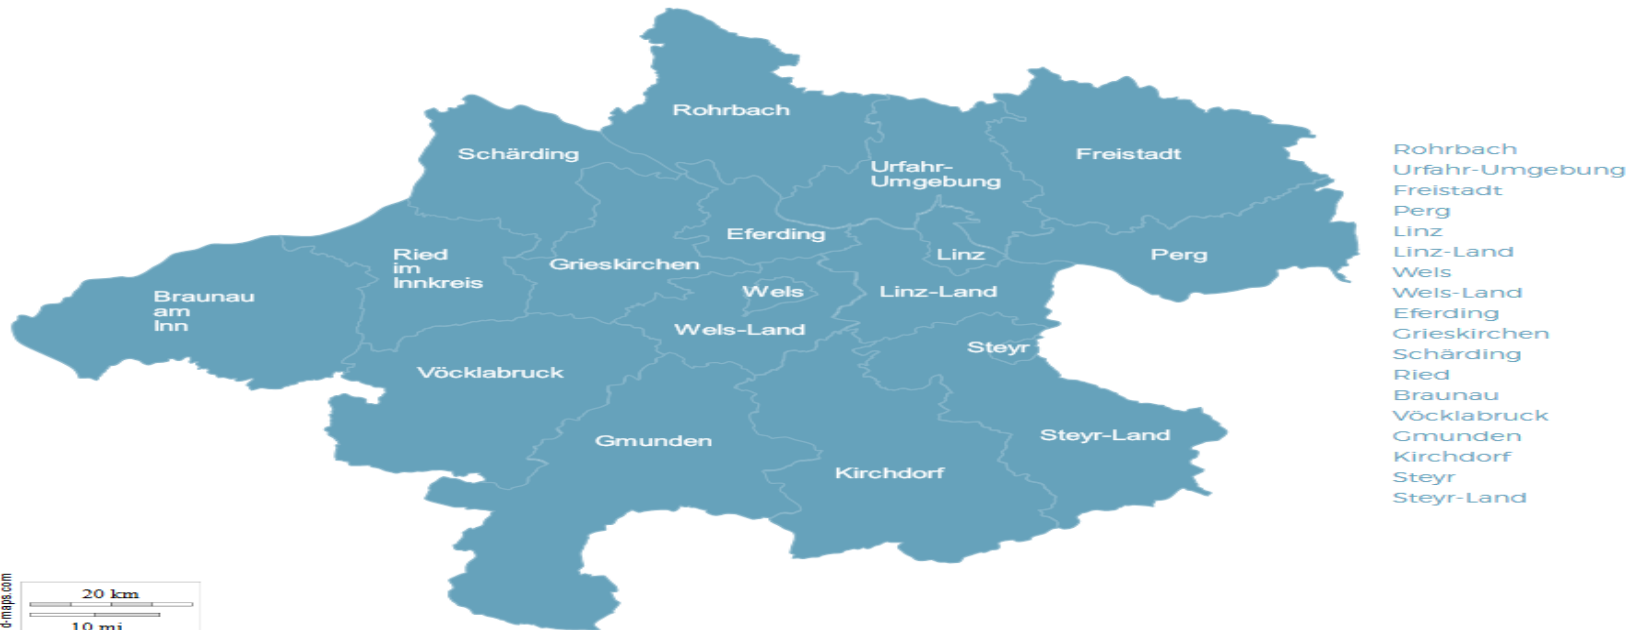 Rohrbach
Schärding
Urfahr-
Umgebung
Freistadt
Eferding
Ried
im
Innkreis
Grieskirchen
Linz
Perg
Braunau
am
Inn
Wels
Linz-Land
Wels-Land
Steyr
Vöcklabruck
Gmunden
Steyr-Land
Kirchdorf
Rohrbach
Urfahr-Umgebung
Freistadt
Perg
Linz
Linz-Land
Wels
Wels-Land
Eferding
Grieskirchen
Schärding
Ried
Braunau
Vöcklabruck
Gmunden
Kirchdorf
Steyr
Steyr-Land
d-maps.com
20 km
10 mi